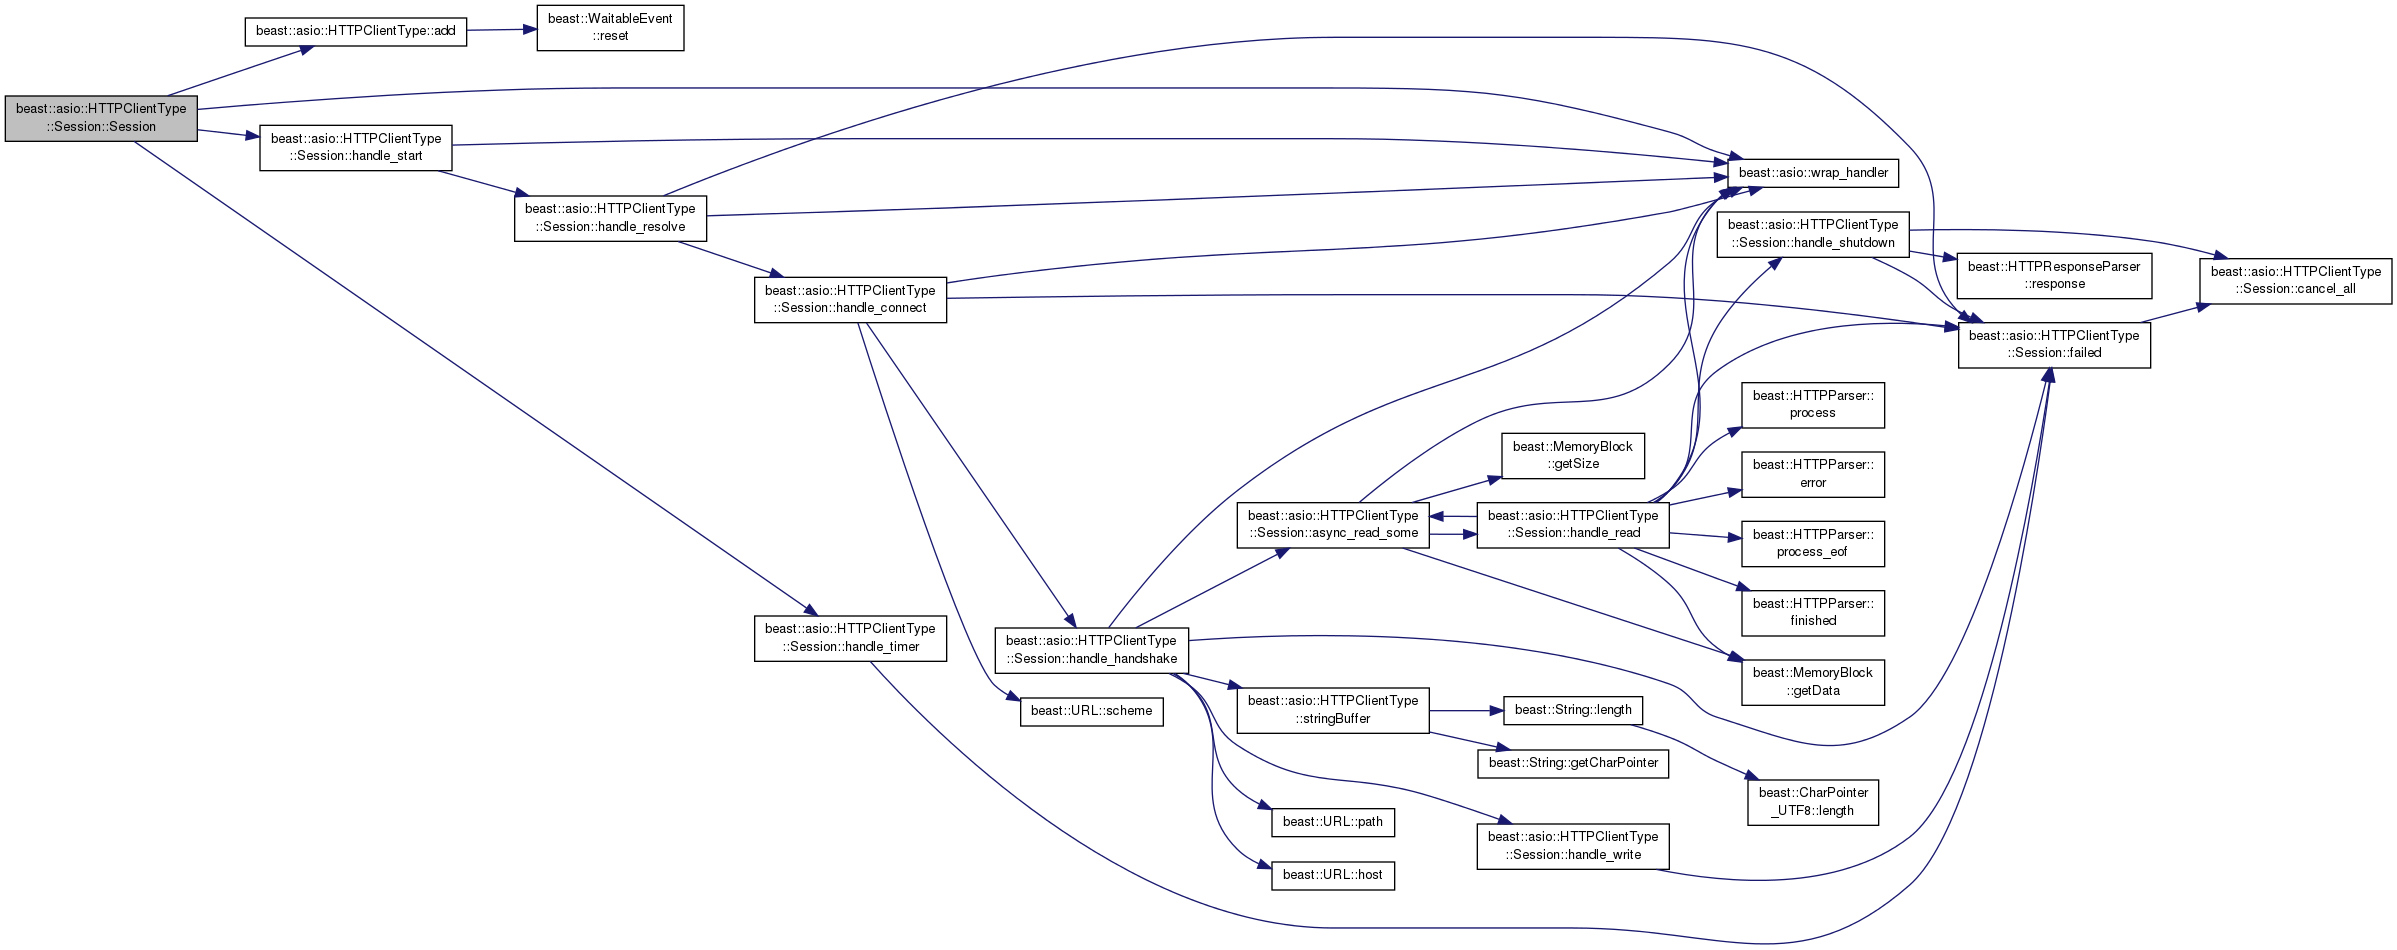 beast::asio::HTTPClientType
::Session::Session
beast::asio::HTTPClientType::add
beast::WaitableEvent
::reset
beast::asio::HTTPClientType
::Session::handle_start
beast::asio::HTTPClientType
::Session::handle_resolve
beast::asio::HTTPClientType
::Session::handle_connect
beast::asio::HTTPClientType
::Session::handle_timer
beast::asio::HTTPClientType
::Session::handle_handshake
beast::URL::scheme
beast::asio::HTTPClientType
::Session::async_read_some
beast::asio::HTTPClientType
::stringBuffer
beast::URL::path
beast::URL::host
beast::MemoryBlock
::getSize
beast::asio::HTTPClientType
::Session::handle_read
beast::String::length
beast::String::getCharPointer
beast::asio::HTTPClientType
::Session::handle_write
beast::asio::wrap_handler
beast::asio::HTTPClientType
::Session::handle_shutdown
beast::HTTPParser::
process
beast::HTTPParser::
error
beast::HTTPParser::
process_eof
beast::HTTPParser::
finished
beast::MemoryBlock
::getData
beast::CharPointer
_UTF8::length
beast::HTTPResponseParser
::response
beast::asio::HTTPClientType
::Session::failed
beast::asio::HTTPClientType
::Session::cancel_all